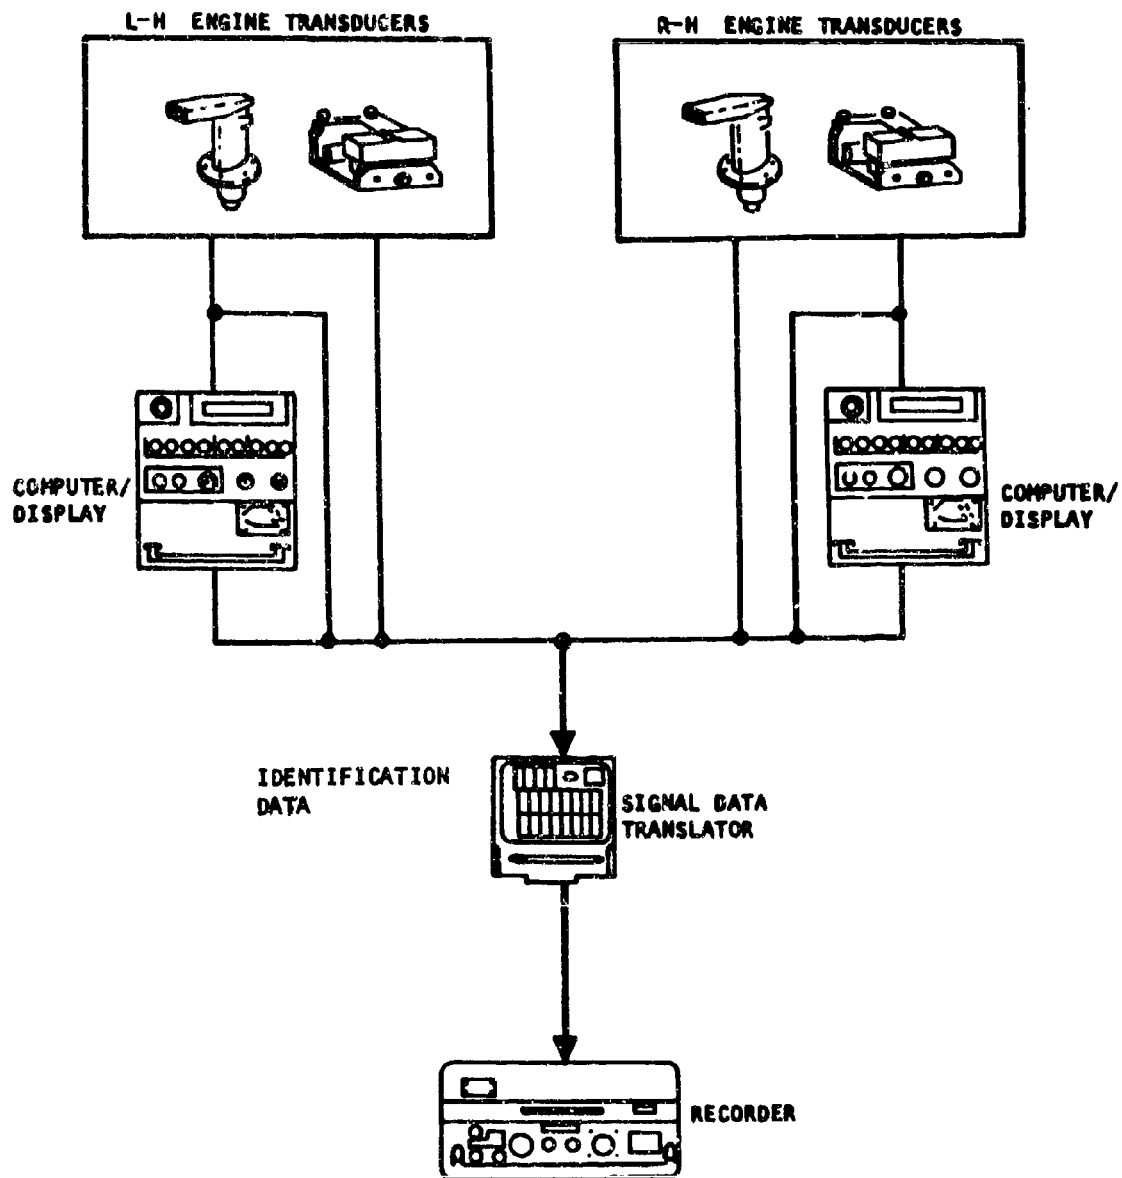 L-H ENGINE TRANSDUCERS
R-H ENGINE TRANSDUCERS
COMPUTER/
DISPLAY
COMPUTER/
DISPLAY
IDENTIFICATION
DATA
SIGNAL DATA
TRANSLATOR
RECORDER